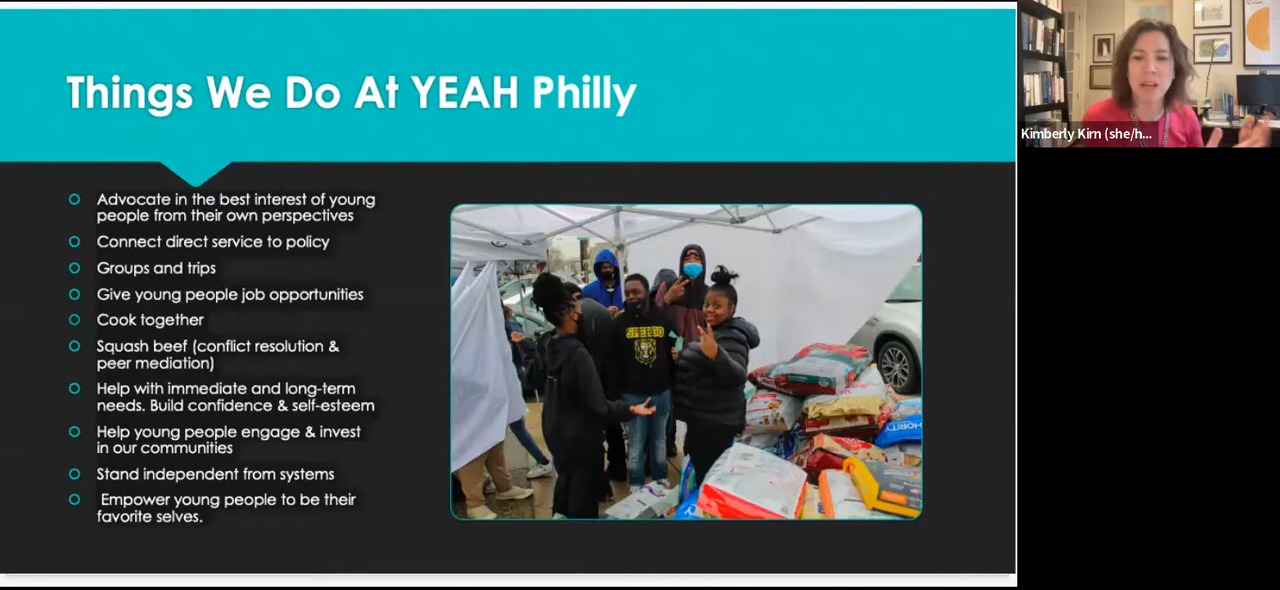 Things We Do At YEAH Philly
Advocate in the best interest of young
people from their own perspectives
Connect direct service to policy
Groups and trips
Give young people job opportunities
Cook together
Squash beef (conflict resolution &
peer mediation)
Help with immediate and long-term
needs. Build confidence & self-esteem
Help young people engage & invest
in our communities
Stand independent from systems
Empower young people to be their
favorite selves.
Kimberly Kirn (she/h...